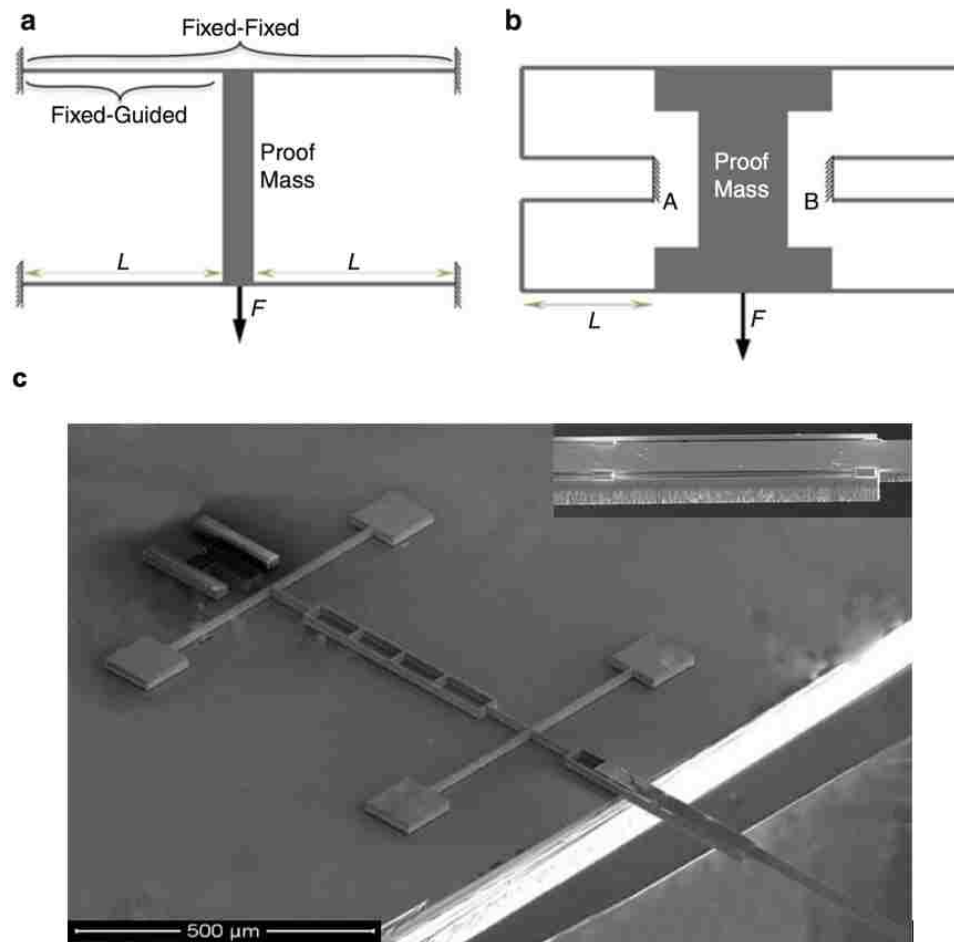 a
Fixed-Fixed
Fixed-Guided
Proof
Mass
L
L
F
b
Proof
Mass
A
B
L
F
c
500 μm